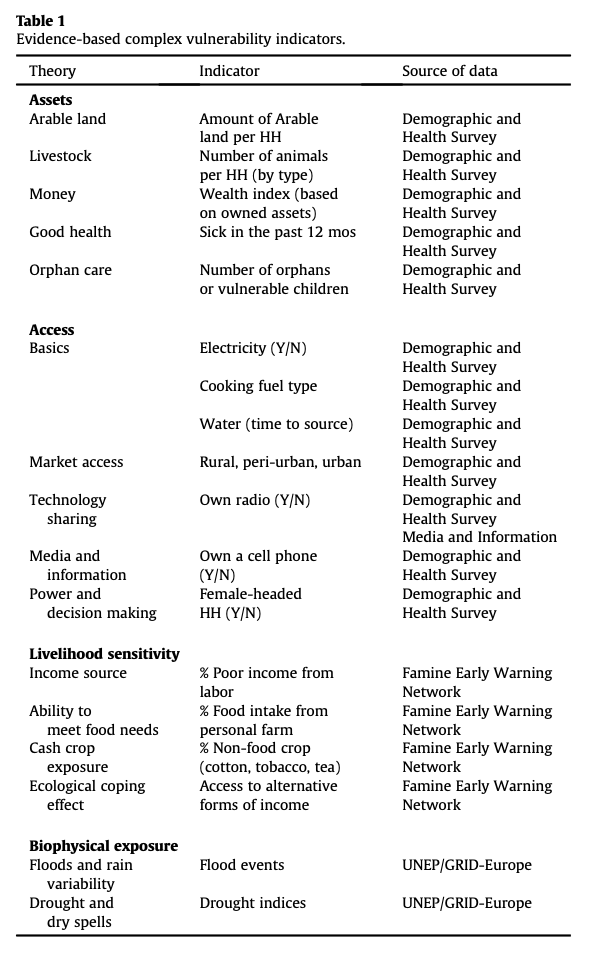 Table 1
Evidence-based complex vulnerability indicators.
Theory Indicator Source of data
Assets
Arable land Amount of Arable Demographic and
land per HH Health Survey
Livestock Number of animals Demographic and
per HH (by type) Health Survey
Money Wealth index (based Demographic and
on owned assets) Health Survey
Good health Sick in the past 12 mos Demographic and
Health Survey
Orphan care Number of orphans Demographic and
or vulnerable children Health Survey
Access
Basics Electricity (Y/N) Demographic and
Health Survey
Cooking fuel type Demographic and
Health Survey
Water (time to source) Demographic and
Health Survey
Market access Rural, peri-urban, urban Demographic and
Health Survey
Technology Own radio (Y/N) Demographic and
sharing Health Survey
Media and Information
Media and Own a cell phone Demographic and
information (Y/N) Health Survey
Power and Female-headed Demographic and
decision making HH (Y/N) Health Survey
Livelihood sensitivity
Income source % Poor income from Famine Early Warning
labor Network
Ability to % Food intake from Famine Early Warning
meet food needs personal farm Network
Cash crop % Non-food crop Famine Early Warning
exposure (cotton, tobacco, tea) Network
Ecological coping Access to alternative Famine Early Warning
effect forms of income Network
Biophysical exposure
Floods and rain Flood events UNEP/GRID-Europe
variability
Drought and Drought indices UNEP/GRID-Europe
dry spells